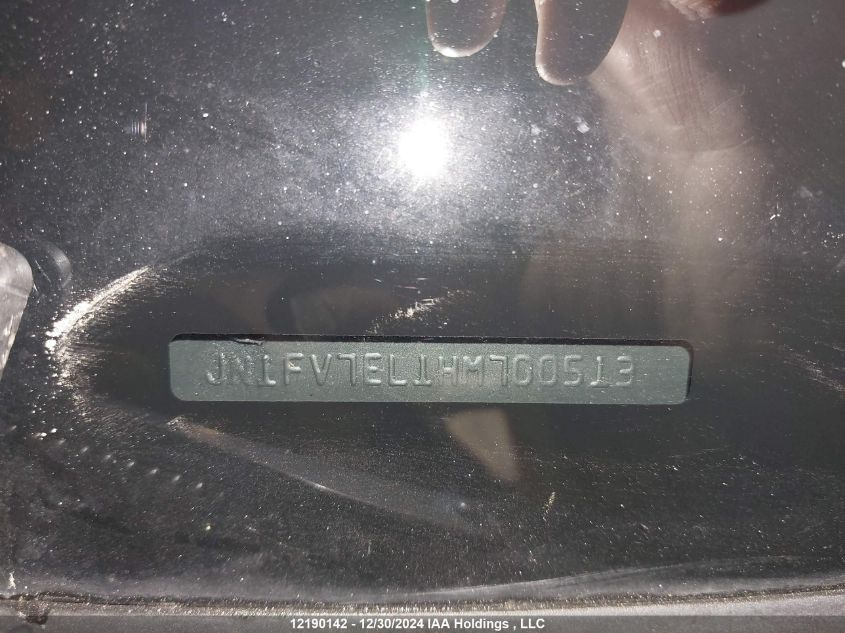 JN1FV7EL1HM700513
12190142 - 12/30/2024 IAA Holdings , LLC